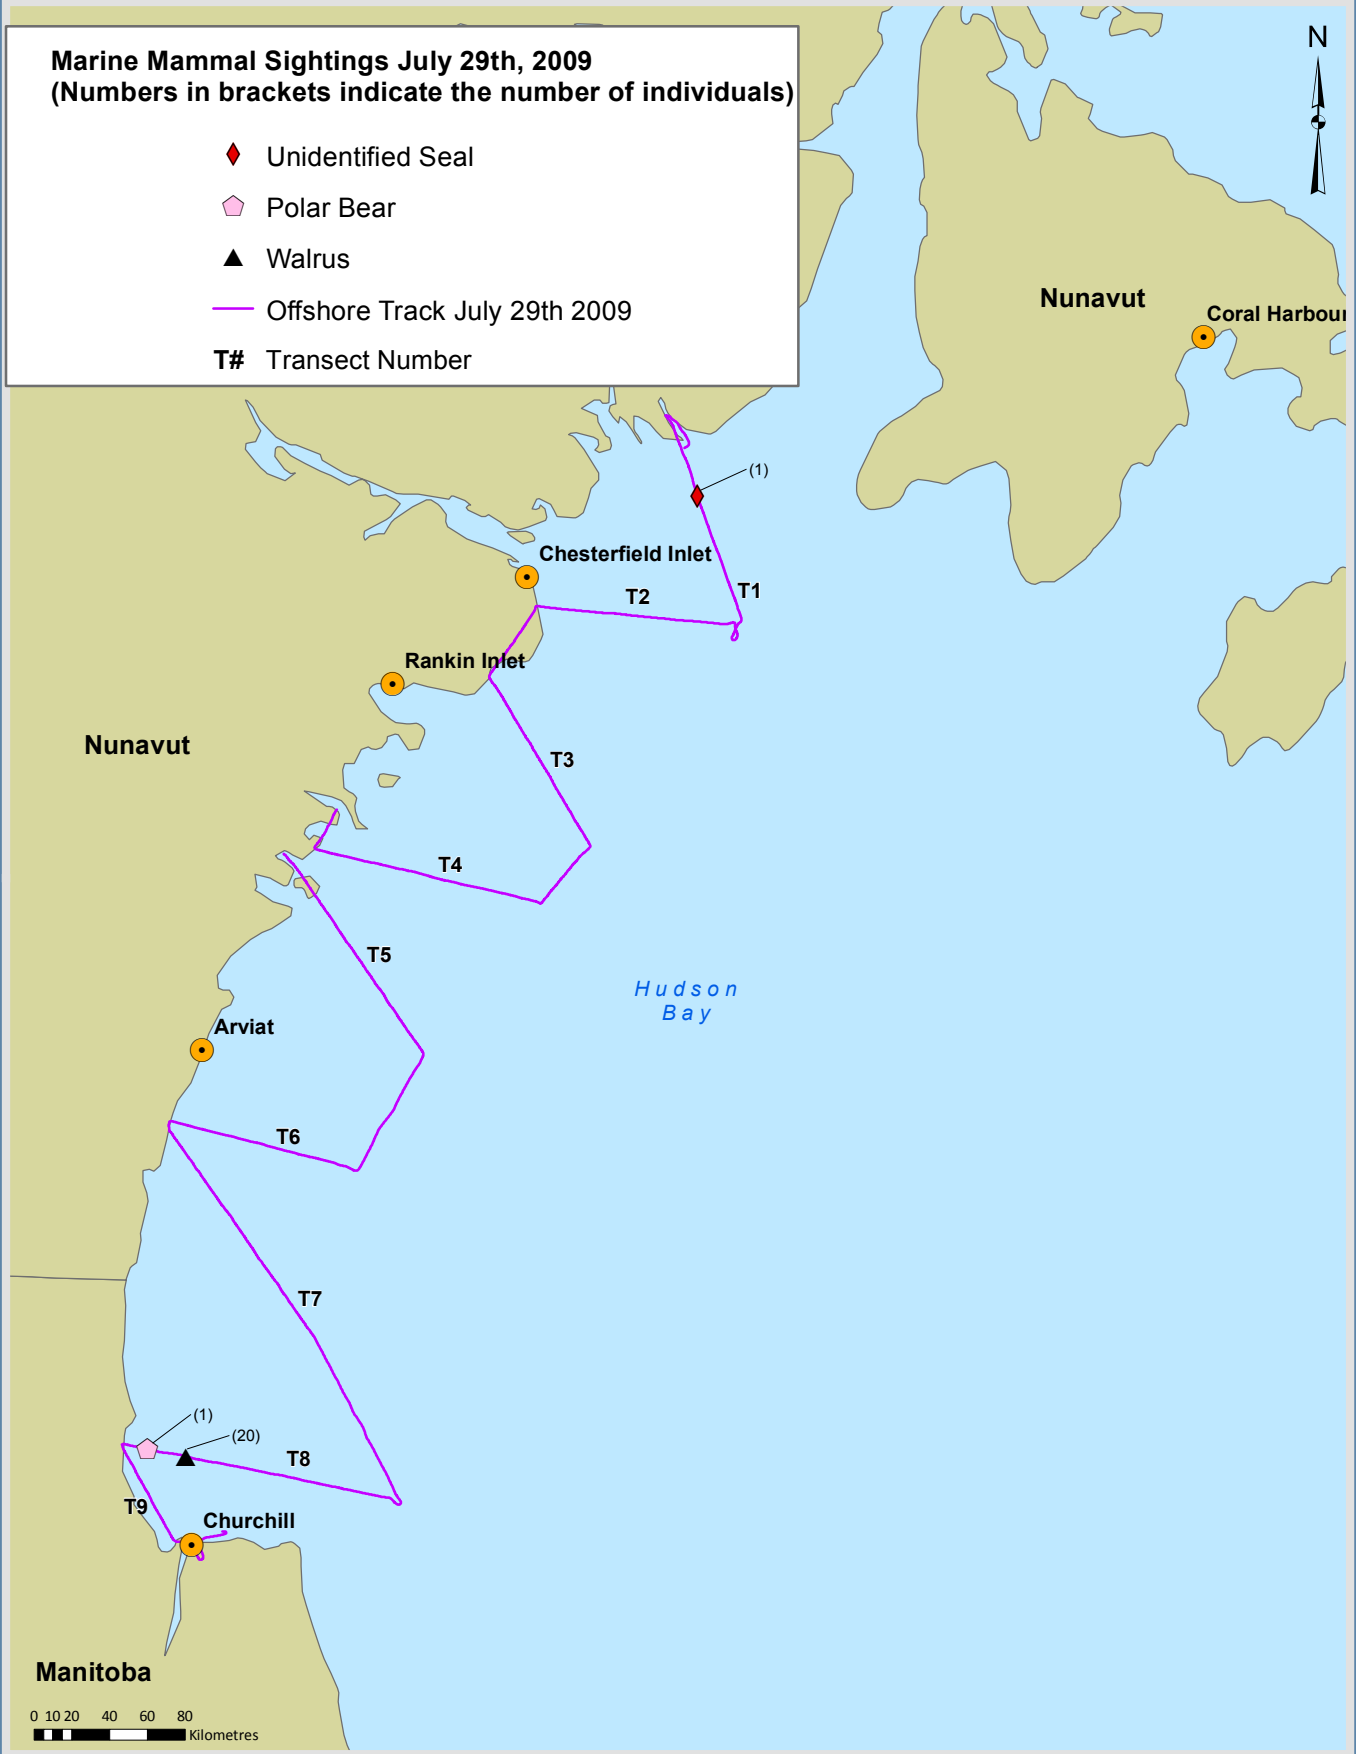 Marine Mammal Sightings July 29th, 2009
(Numbers in brackets indicate the number of individuals)
Unidentified Seal
Polar Bear
Walrus
Offshore Track July 29th 2009
T# Transect Number
N
Nunavut
Coral Harbour
(1)
Chesterfield Inlet
T1
T2
Rankin Inlet
Nunavut
T3
T4
T5
Hudson
Bay
Arviat
T6
T7
(1)
(20)
T8
T9
Churchill
Manitoba
0 10 20 40 60 80
Kilometres